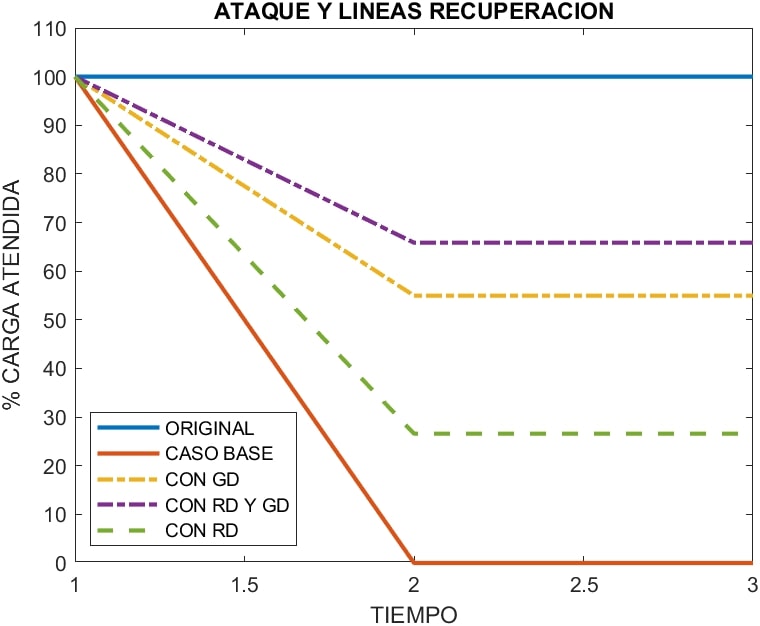 ATAQUE Y LINEAS RECUPERACION
% CARGA ATENDIDA
110
100
90
80
70
60
50
40
30
20
10
0
ORIGINAL
CASO BASE
CON GD
CON RD Y GD
CON RD
1
1.5
2
2.5
3
TIEMPO